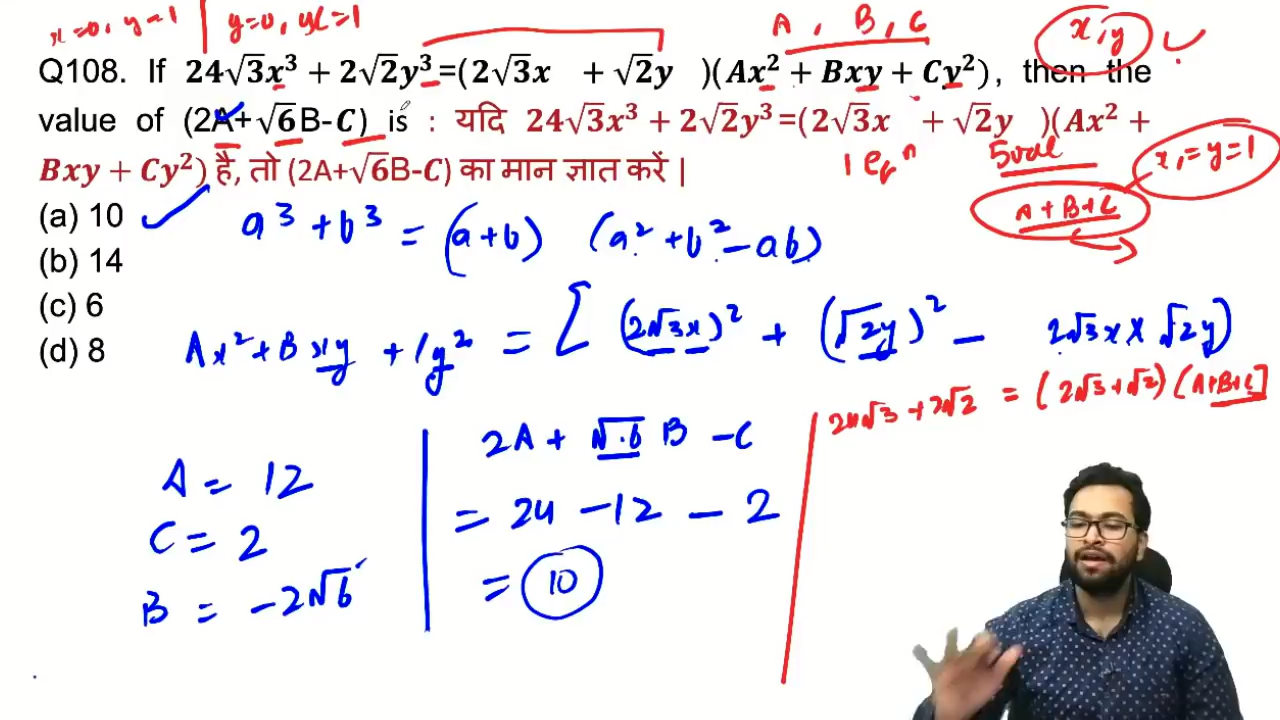 x=0, y=1 | y=0, x=1
A, B, C
x, y
Q108. If 24√3x³ + 2√2y³=(2√3x + √2y )(Ax² + Bxy + Cy²), then the
value of (2A+√6B-C) is : यदि 24√3x³ + 2√2y³=(2√3x + √2y )(Ax² +
Bxy + Cy²) है, तो (2A+√6B-C) का मान ज्ञात करें |
1 eqⁿ
x,=y=1
A+B+C
(a) 10
(b) 14
(c) 6
(d) 8
a³ + b³ = (a+b) (a² + b² - ab)
Ax² + Bxy + Cy² = [ (2√3x)² + (√2y)² - 2√3x × √2y)
24√3 + 2√2 = (2√3+√2) (A+B+C]
A = 12
C = 2
B = -2√6
2A + √6 B - C
= 24 - 12 - 2
= 10